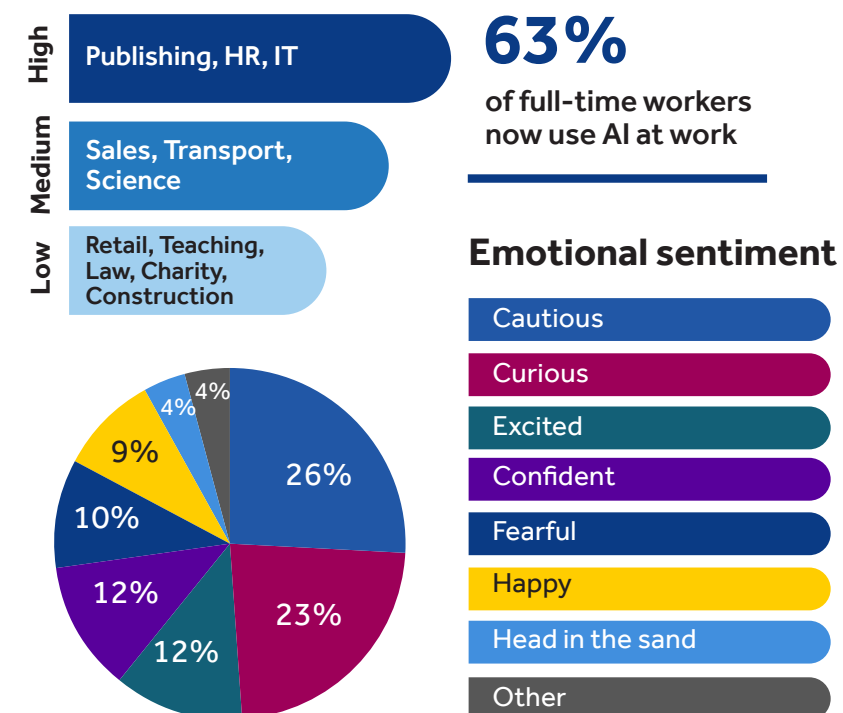 High
Publishing, HR, IT
Medium
Sales, Transport,
Science
Low
Retail, Teaching,
Law, Charity,
Construction
63%
of full-time workers
now use AI at work
Emotional sentiment
Cautious
Curious
Excited
Confident
Fearful
Happy
Head in the sand
Other
4%
4%
9%
26%
10%
12%
23%
12%